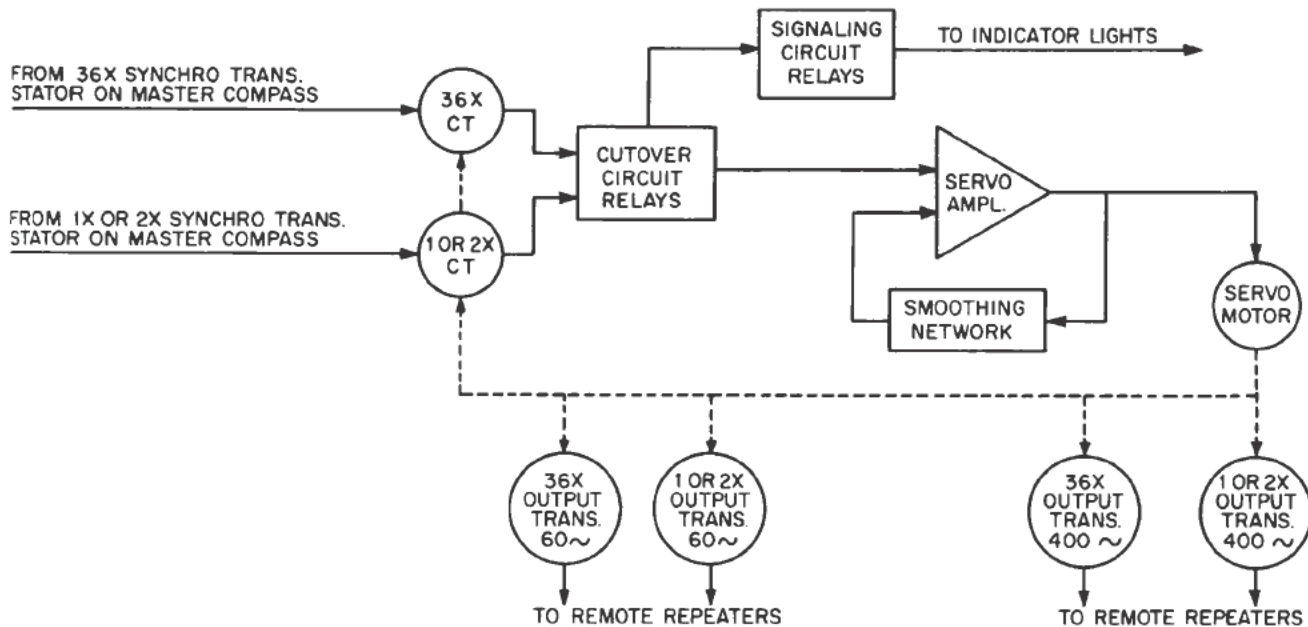 SIGNALING
CIRCUIT
RELAYS
TO INDICATOR LIGHTS
FROM 36X SYNCHRO TRANS.
STATOR ON MASTER COMPASS
36X
CT
CUTOVER
CIRCUIT
RELAYS
SERVO
AMPL.
FROM 1X OR 2X SYNCHRO TRANS.
STATOR ON MASTER COMPASS
1 OR 2X
CT
SMOOTHING
NETWORK
SERVO
MOTOR
36X
OUTPUT
TRANS.
60~
1 OR 2X
OUTPUT
TRANS.
60~
36X
OUTPUT
TRANS.
400~
1 OR 2X
OUTPUT
TRANS.
400~
TO REMOTE REPEATERS
TO REMOTE REPEATERS